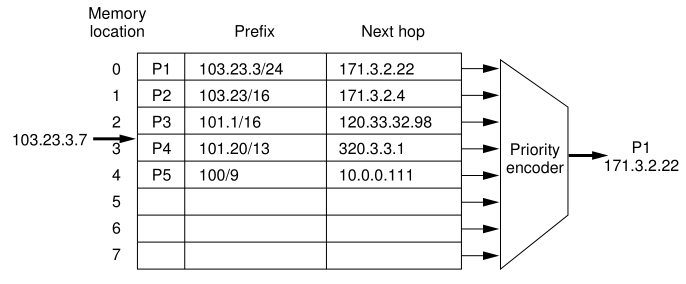 Memory
location Prefix Next hop
0 P1 103.23.3/24 171.3.2.22
1 P2 103.23/16 171.3.2.4
2 P3 101.1/16 120.33.32.98
103.23.3.7
3 P4 101.20/13 320.3.3.1
4 P5 100/9 10.0.0.111
5
6
7
Priority
encoder
P1
171.3.2.22